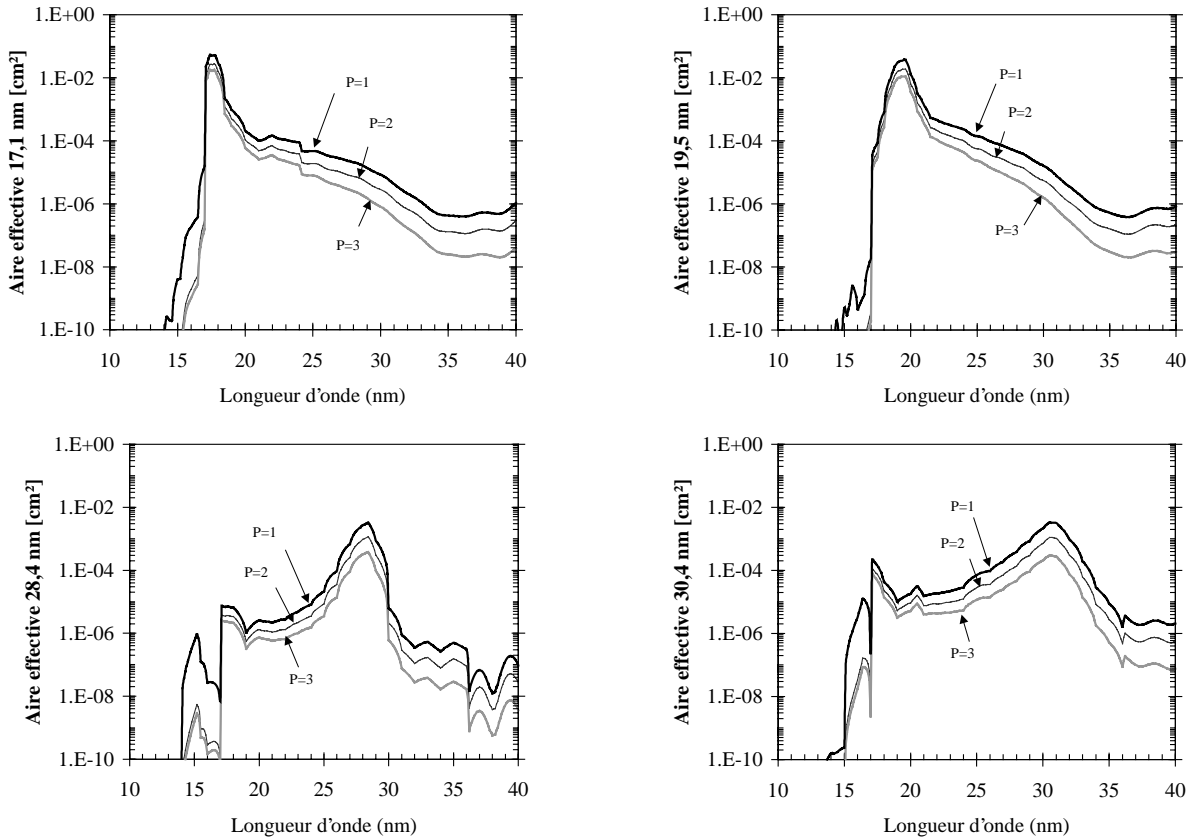 Aire effective 17,1 nm [cm²]
1.E+00
1.E-02
1.E-04
1.E-06
1.E-08
1.E-10
P=1
P=2
P=3
10 15 20 25 30 35 40
Longueur d'onde (nm)
Aire effective 19,5 nm [cm²]
1.E+00
1.E-02
1.E-04
1.E-06
1.E-08
1.E-10
P=1
P=2
P=3
10 15 20 25 30 35 40
Longueur d'onde (nm)
Aire effective 28,4 nm [cm²]
1.E+00
1.E-02
1.E-04
1.E-06
1.E-08
1.E-10
P=1
P=2
P=3
10 15 20 25 30 35 40
Longueur d'onde (nm)
Aire effective 30,4 nm [cm²]
1.E+00
1.E-02
1.E-04
1.E-06
1.E-08
1.E-10
P=1
P=2
P=3
10 15 20 25 30 35 40
Longueur d'onde (nm)